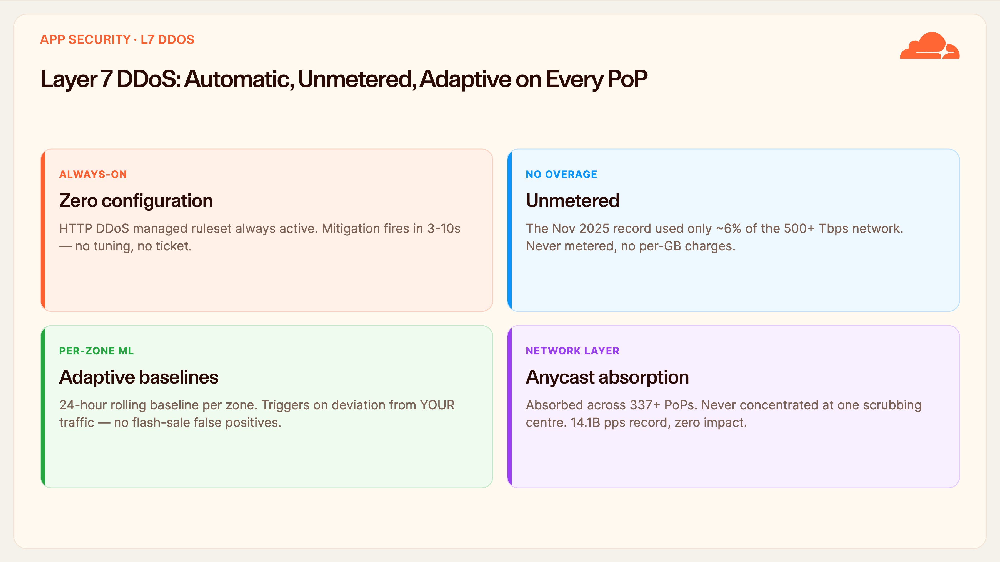 APP SECURITY · L7 DDOS
Layer 7 DDoS: Automatic, Unmetered, Adaptive on Every PoP
ALWAYS-ON
Zero configuration
HTTP DDoS managed ruleset always active. Mitigation fires in 3-10s
— no tuning, no ticket.
NO OVERAGE
Unmetered
The Nov 2025 record used only ~6% of the 500+ Tbps network.
Never metered, no per-GB charges.
PER-ZONE ML
Adaptive baselines
24-hour rolling baseline per zone. Triggers on deviation from YOUR
traffic — no flash-sale false positives.
NETWORK LAYER
Anycast absorption
Absorbed across 337+ PoPs. Never concentrated at one scrubbing
centre. 14.1B pps record, zero impact.